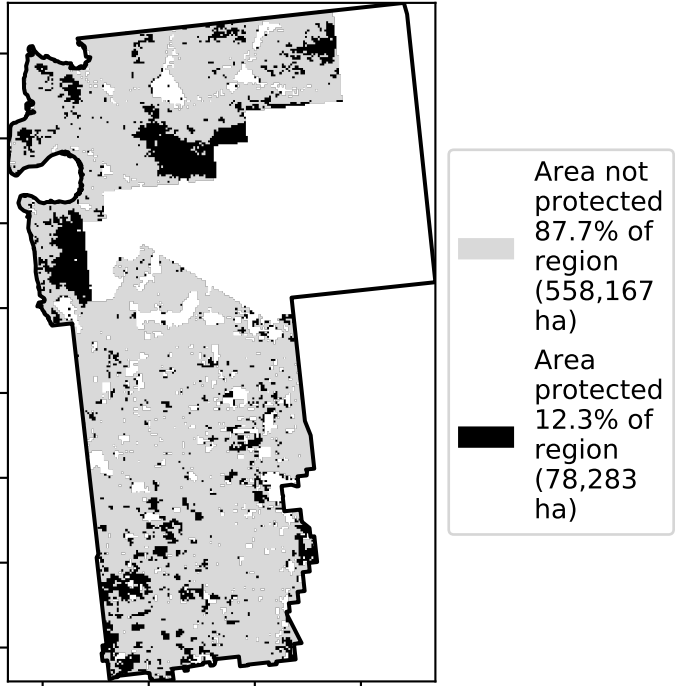 Area not
protected
87.7% of
region
(558,167
ha)
Area
protected
12.3% of
region
(78,283
ha)